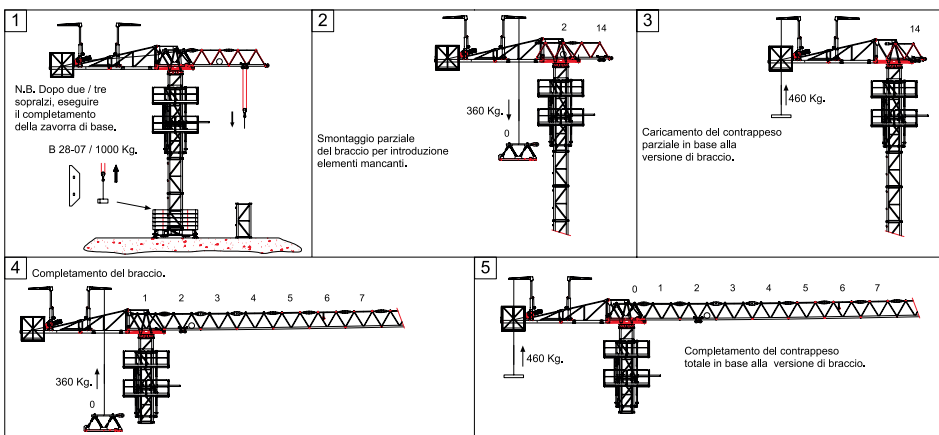 1
N.B. Dopo due / tre
sopralzi, eseguire
il completamento
della zavorra di base.
B 28-07 / 1000 Kg.
2
2
14
360 Kg.
0
Smontaggio parziale
del braccio per introduzione
elementi mancanti.
3
14
460 Kg.
Caricamento del contrappeso
parziale in base alla
versione di braccio.
4
Completamento del braccio.
1 2 3 4 5 6 7
360 Kg.
0
5
0 1 2 3 4 5 6 7
460 Kg.
Completamento del contrappeso
totale in base alla versione di braccio.